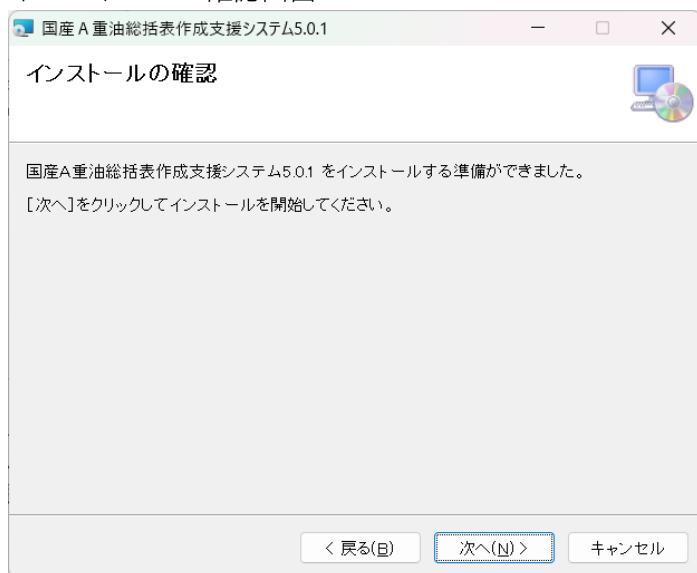 国産Ａ重油総括表作成支援システム5.0.1
インストールの確認
国産A重油総括表作成支援システム5.0.1 をインストールする準備ができました。
[次へ]をクリックしてインストールを開始してください。
< 戻る(B)
次へ(N) >
キャンセル